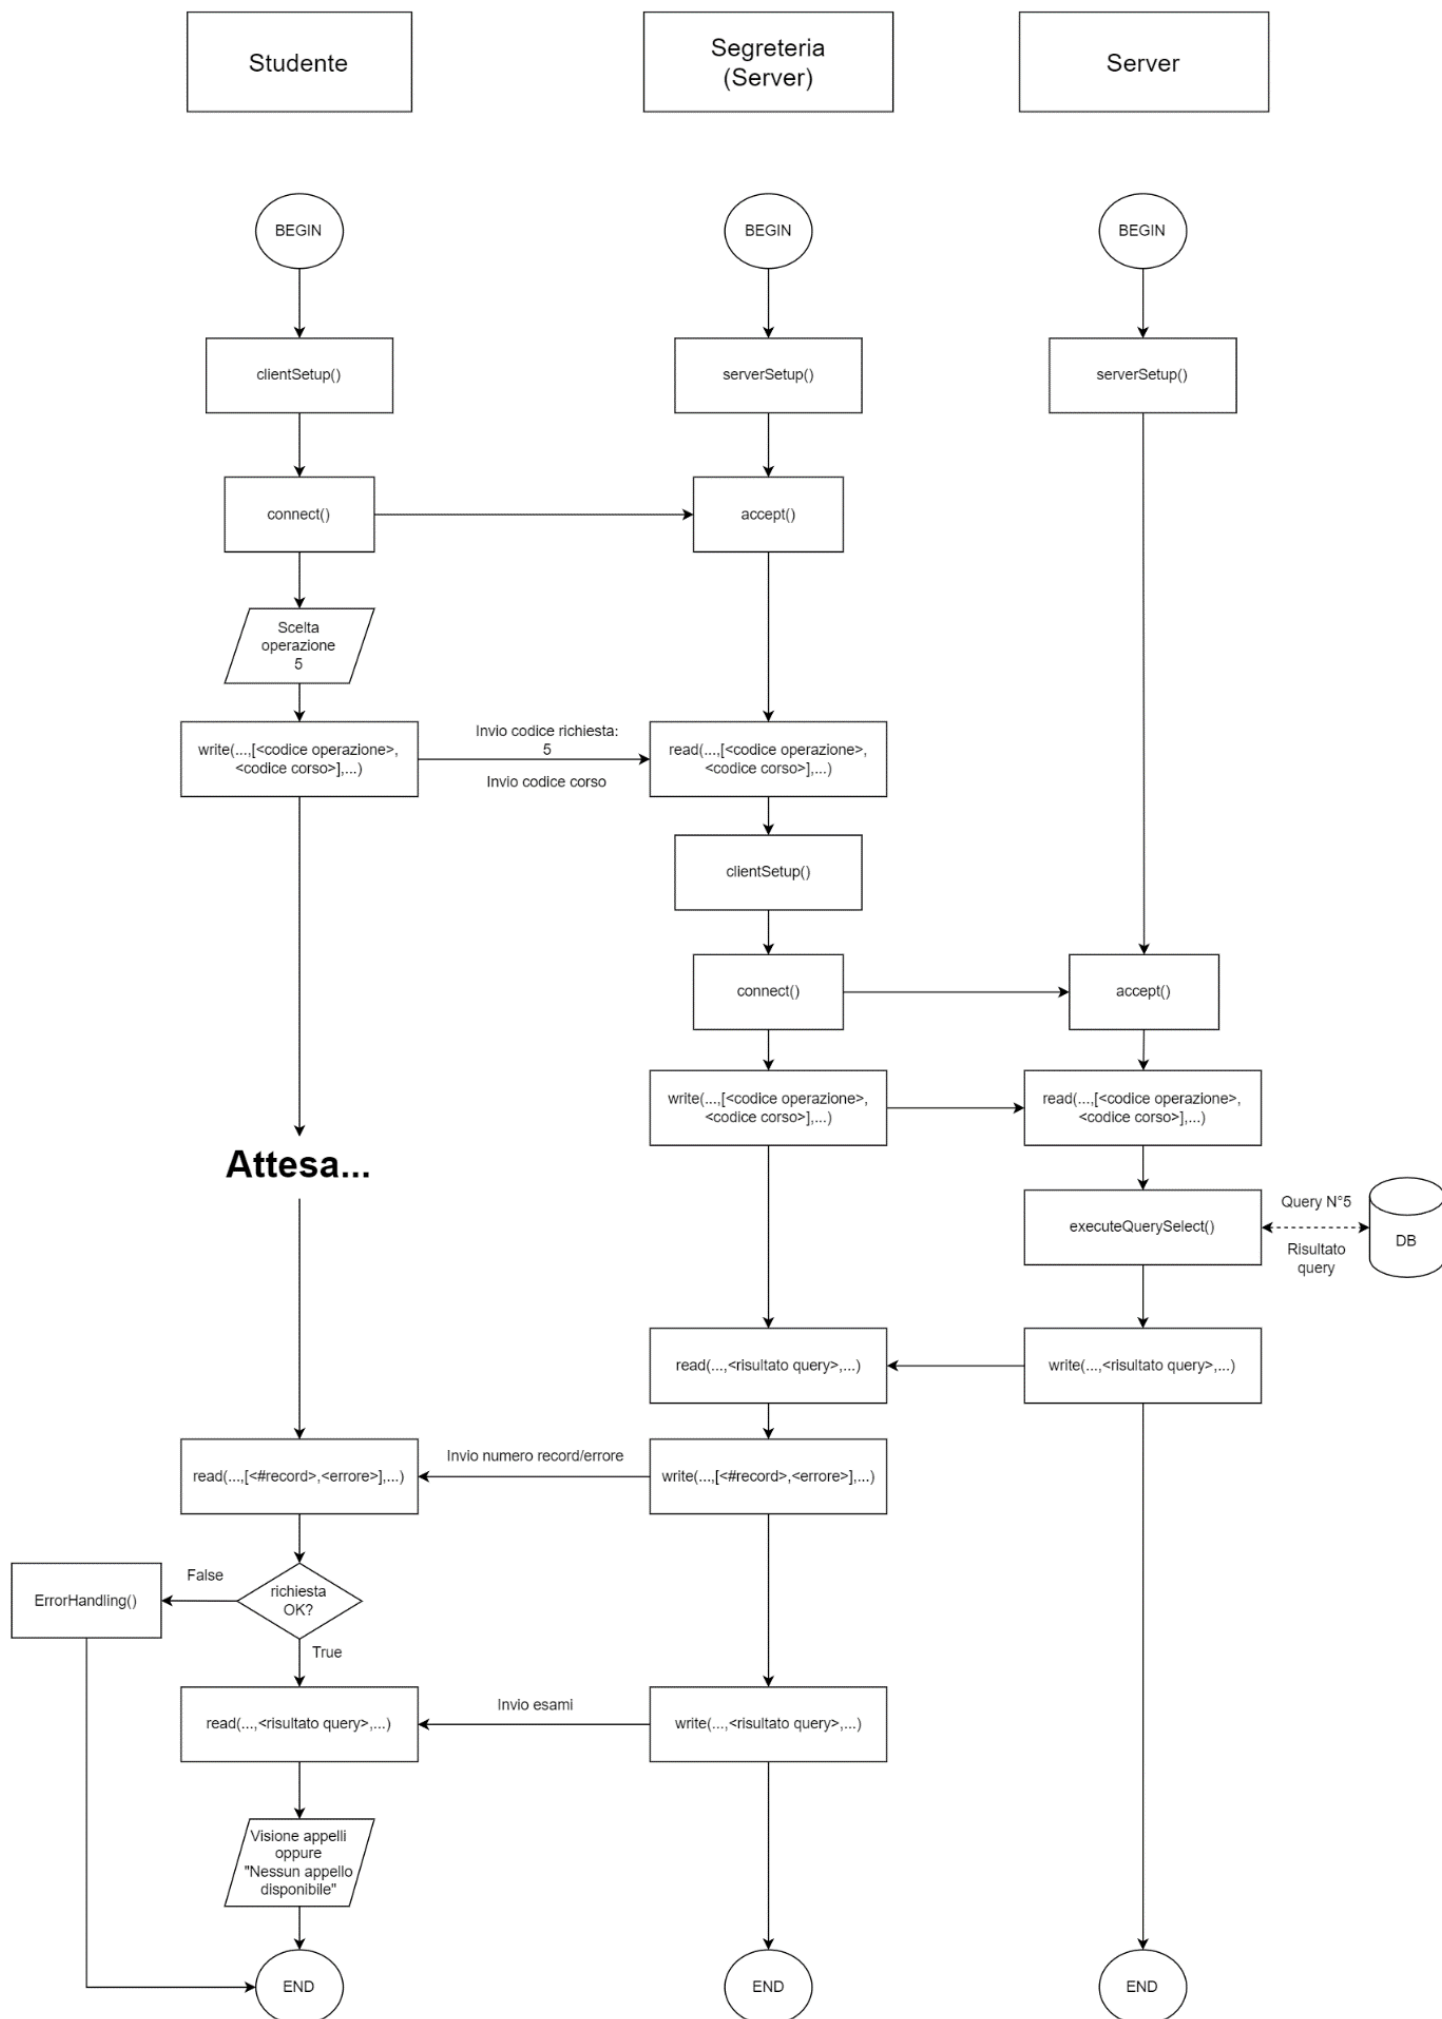 Studente
Segreteria
(Server)
Server
BEGIN
BEGIN
BEGIN
clientSetup()
serverSetup()
serverSetup()
connect()
accept()
Scelta
operazione
5
write(...,[<codice operazione>,
<codice corso>],...)
Invio codice richiesta:
5
Invio codice corso
read(...,[<codice operazione>,
<codice corso>],...)
clientSetup()
connect()
accept()
write(...,[<codice operazione>,
<codice corso>],...)
read(...,[<codice operazione>,
<codice corso>],...)
Attesa...
executeQuerySelect()
Query N°5
Risultato
query
DB
read(...,<risultato query>,...)
write(...,<risultato query>,...)
read(...,[<#record>,<errore>],...)
Invio numero record/errore
write(...,[<#record>,<errore>],...)
ErrorHandling()
False
richiesta
OK?
True
read(...,<risultato query>,...)
Invio esami
write(...,<risultato query>,...)
Visione appelli
oppure
"Nessun appello
disponibile"
END
END
END